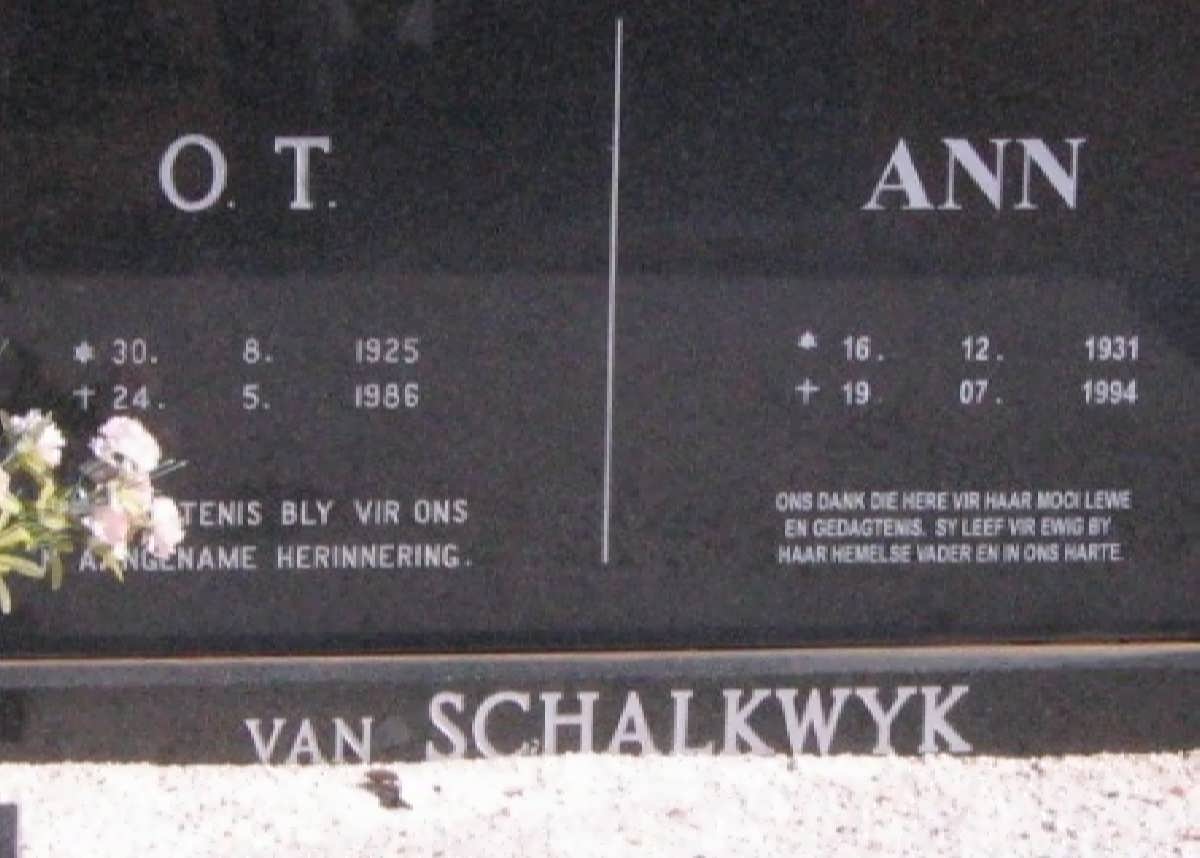 O. T.
* 30. 8. 1925
† 24. 5. 1986
BLY VIR ONS
HERINNERING.
ANN
* 16. 12. 1931
† 19. 07. 1994
ONS DANK DIE HERE VIR HAAR MOOI LEWE
EN GEDAGTENIS. SY LEEF VIR EWIG BY
HAAR HEMELSE VADER EN IN ONS HARTE.
VAN SCHALKWYK